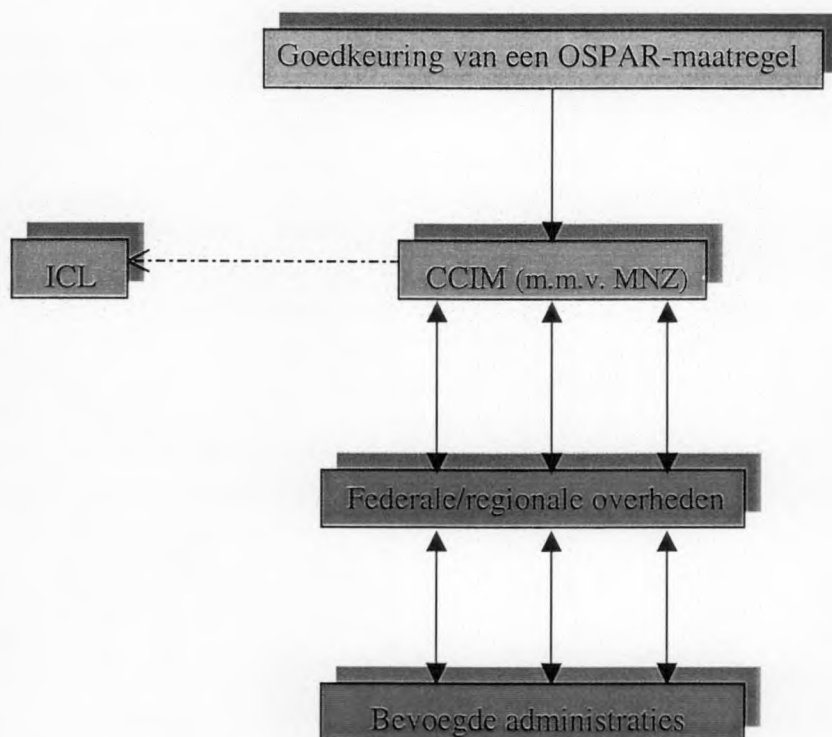 Goedkeuring van een OSPAR-maatregel
ICL
CCIM (m.m.v. MNZ)
Federale/regionale overheden
Bevoegde administraties